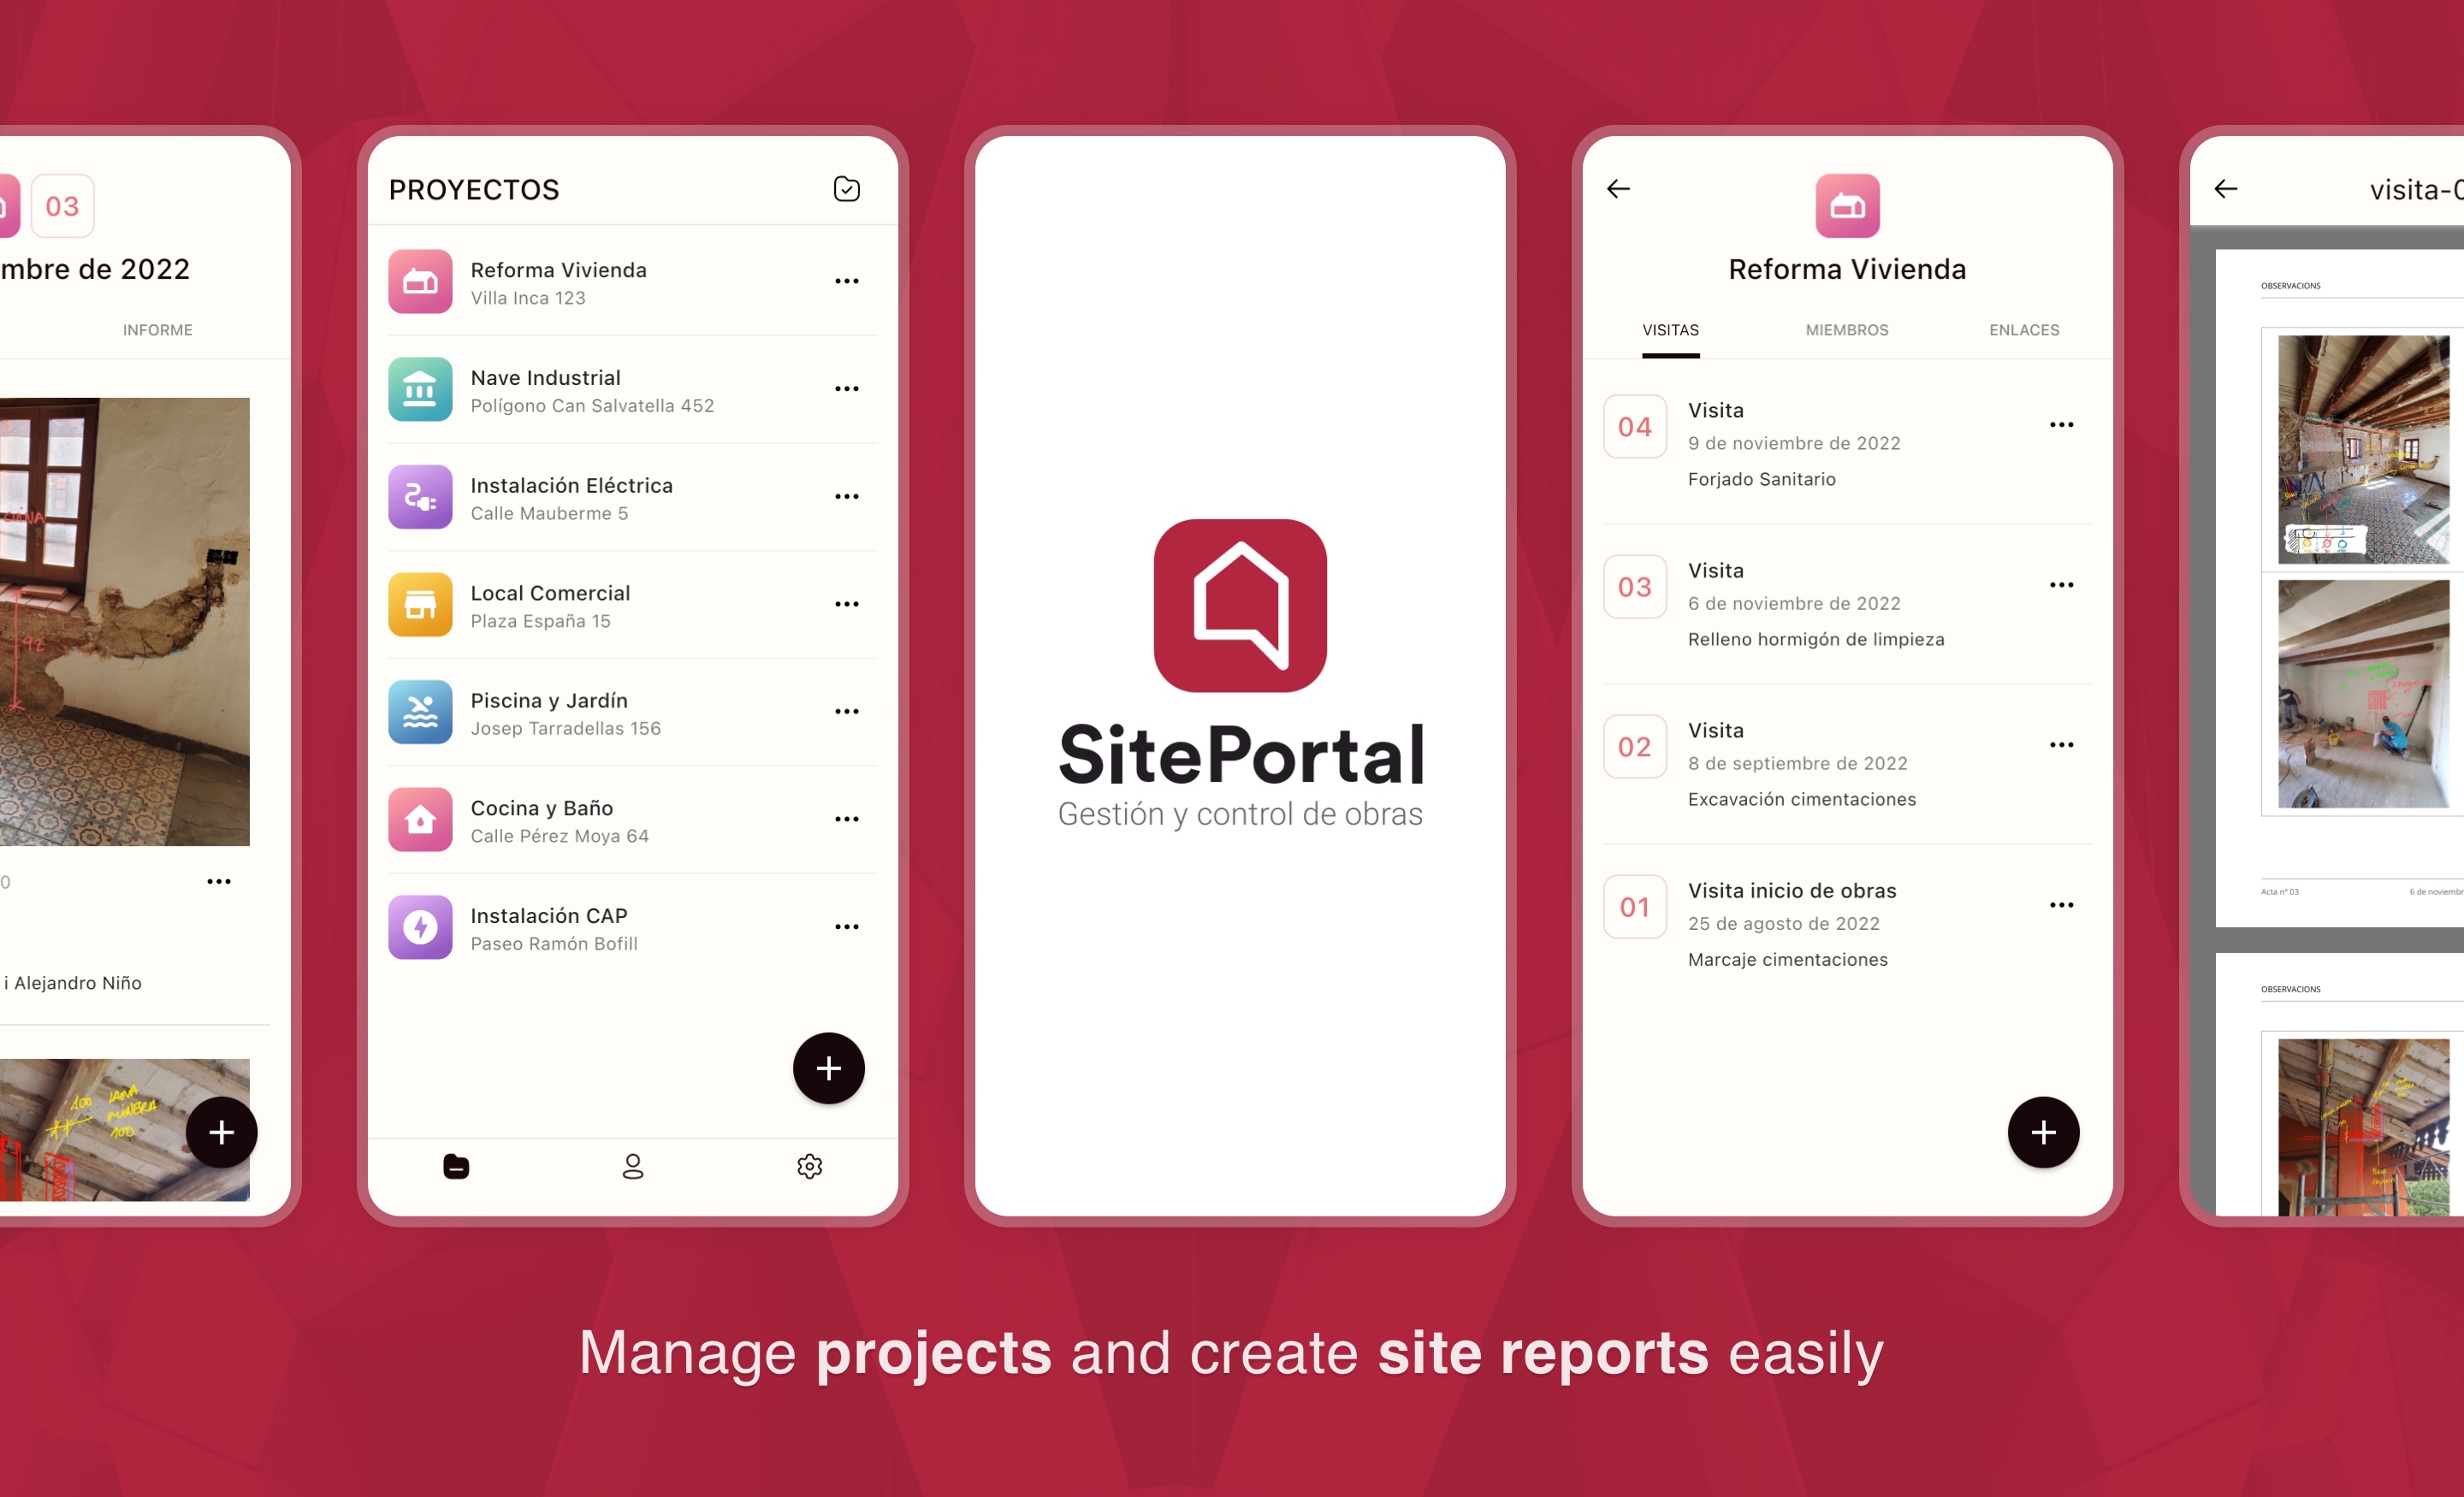 03
mbre de 2022
INFORME
92
0
i Alejandro Niño
100 LANA
MINERA
100
PROYECTOS
Reforma Vivienda
Villa Inca 123
Nave Industrial
Polígono Can Salvatella 452
Instalación Eléctrica
Calle Mauberme 5
Local Comercial
Plaza España 15
Piscina y Jardín
Josep Tarradellas 156
Cocina y Baño
Calle Pérez Moya 64
Instalación CAP
Paseo Ramón Bofill
SitePortal
Gestión y control de obras
Reforma Vivienda
VISITAS MIEMBROS ENLACES
04
Visita
9 de noviembre de 2022
Forjado Sanitario
03
Visita
6 de noviembre de 2022
Relleno hormigón de limpieza
02
Visita
8 de septiembre de 2022
Excavación cimentaciones
01
Visita inicio de obras
25 de agosto de 2022
Marcaje cimentaciones
visita-0
OBSERVACIONS
Acta nº 03 6 de noviembr
OBSERVACIONS
Manage projects and create site reports easily